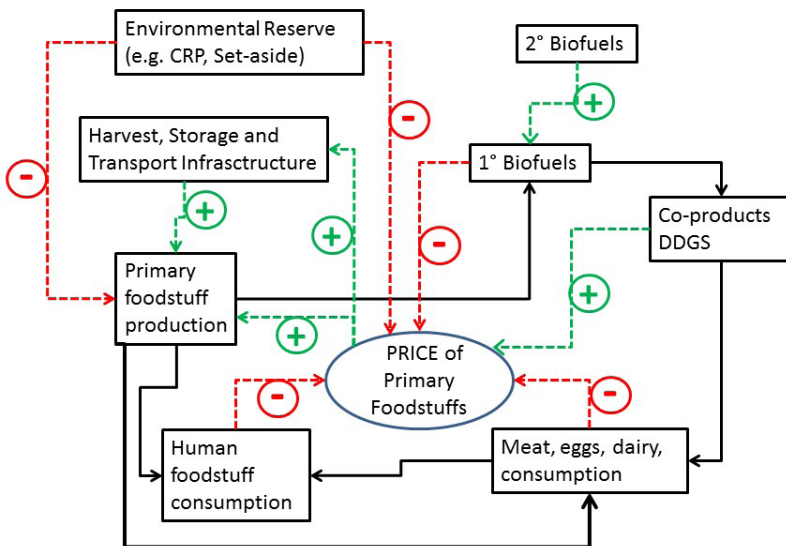 Environmental Reserve
(e.g. CRP, Set-aside)
2° Biofuels
+
-
Harvest, Storage and
Transport Infrasctructure
1° Biofuels
-
+
+
-
Co-products
DDGS
Primary
foodstuff
production
+
+
PRICE of
Primary
Foodstuffs
-
-
Human
foodstuff
consumption
Meat, eggs, dairy,
consumption